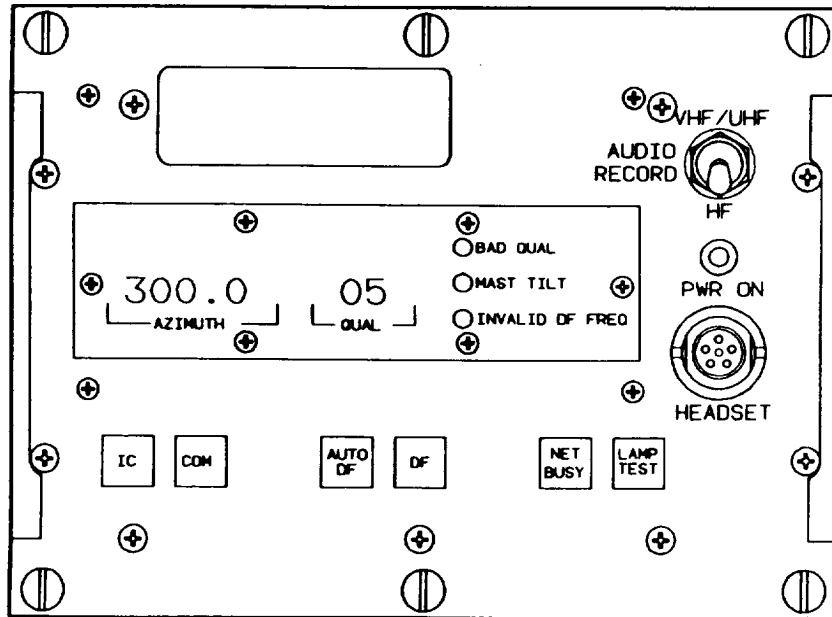 VHF/UHF
AUDIO
RECORD
HF
BAD QUAL
MAST TILT
INVALID DF FREQ
300.0
AZIMUTH
05
QUAL
PWR ON
HEADSET
IC
COM
AUTO
DF
DF
NET
BUSY
LAMP
TEST